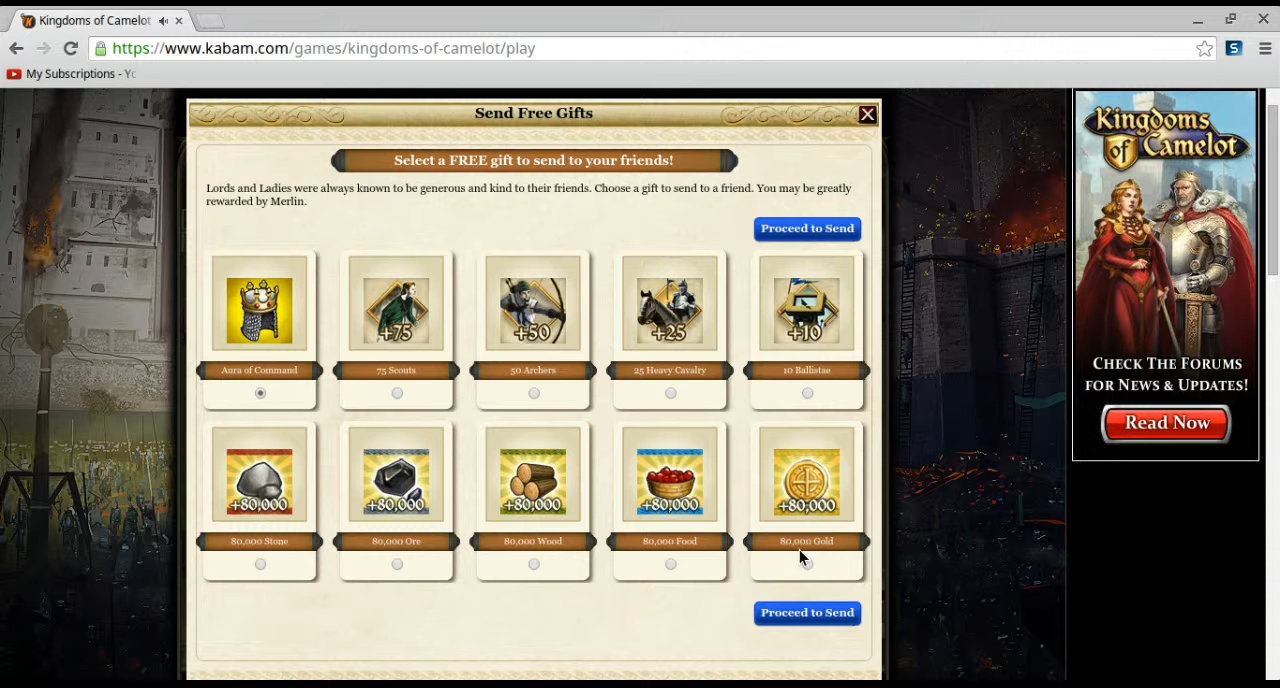 Kingdoms of Camelot
https://www.kabam.com/games/kingdoms-of-camelot/play
My Subscriptions - Yo
Send Free Gifts
Select a FREE gift to send to your friends!
Lords and Ladies were always known to be generous and kind to their friends. Choose a gift to send to a friend. You may be greatly
rewarded by Merlin.
Proceed to Send
+75 +50 +25 +10
Aura of Command 75 Scouts 50 Archers 25 Heavy Cavalry 10 Ballistae
+80,000 +80,000 +80,000 +80,000 +80,000
80,000 Stone 80,000 Ore 80,000 Wood 80,000 Food 80,000 Gold
Proceed to Send
Kingdoms
of Camelot
Check The Forums
for News & Updates!
Read Now